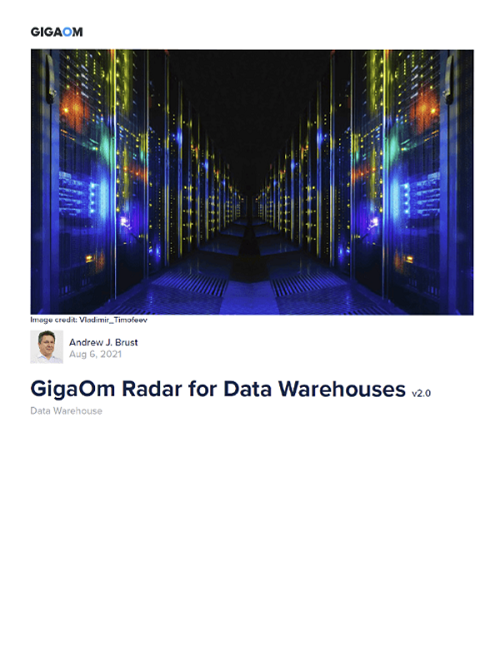 GIGAOM
Image credit: Vladimir_Timofeev
Andrew J. Brust
Aug 6, 2021
GigaOm Radar for Data Warehouses v2.0
Data Warehouse